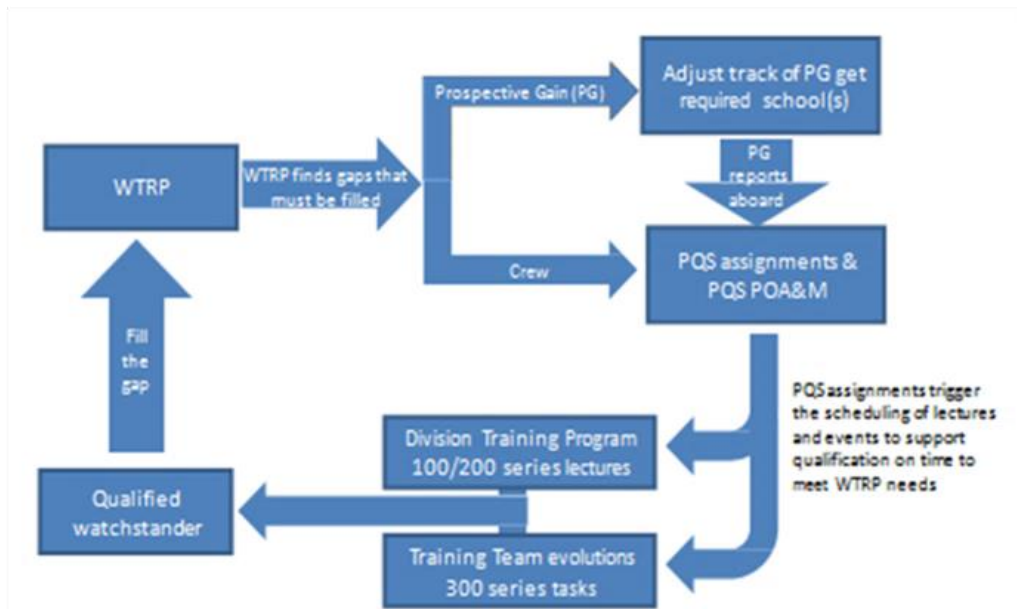 Prospective Gain (PG)
Adjust track of PG get
required school(s)
WTRP
WTRP finds gaps that
must be filled
PG
reports
aboard
Crew
PQS assignments &
PQS POA&M
Fill
the
gap
PQS assignments trigger
the scheduling of lectures
and events to support
qualification on time to
meet WTRP needs
Division Training Program
100/200 series lectures
Qualified
watchstander
Training Team evolutions
300 series tasks